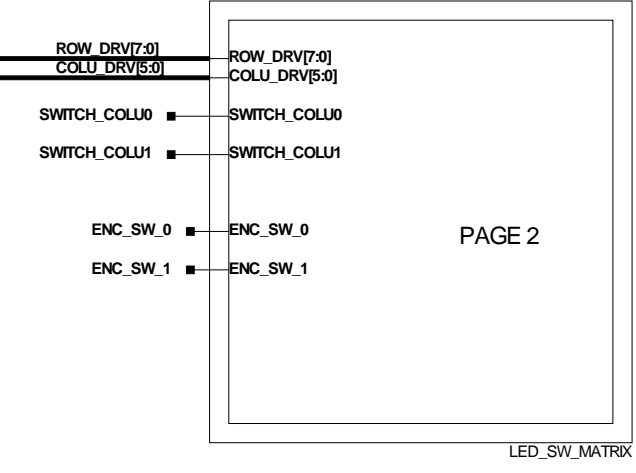 ROW_DRV[7:0]
ROW_DRV[7:0]
COLU_DRV[5:0]
COLU_DRV[5:0]
SWITCH_COLU0 SWITCH_COLU0
SWITCH_COLU1 SWITCH_COLU1
ENC_SW_0 ENC_SW_0
PAGE 2
ENC_SW_1 ENC_SW_1
LED_SW_MATRIX